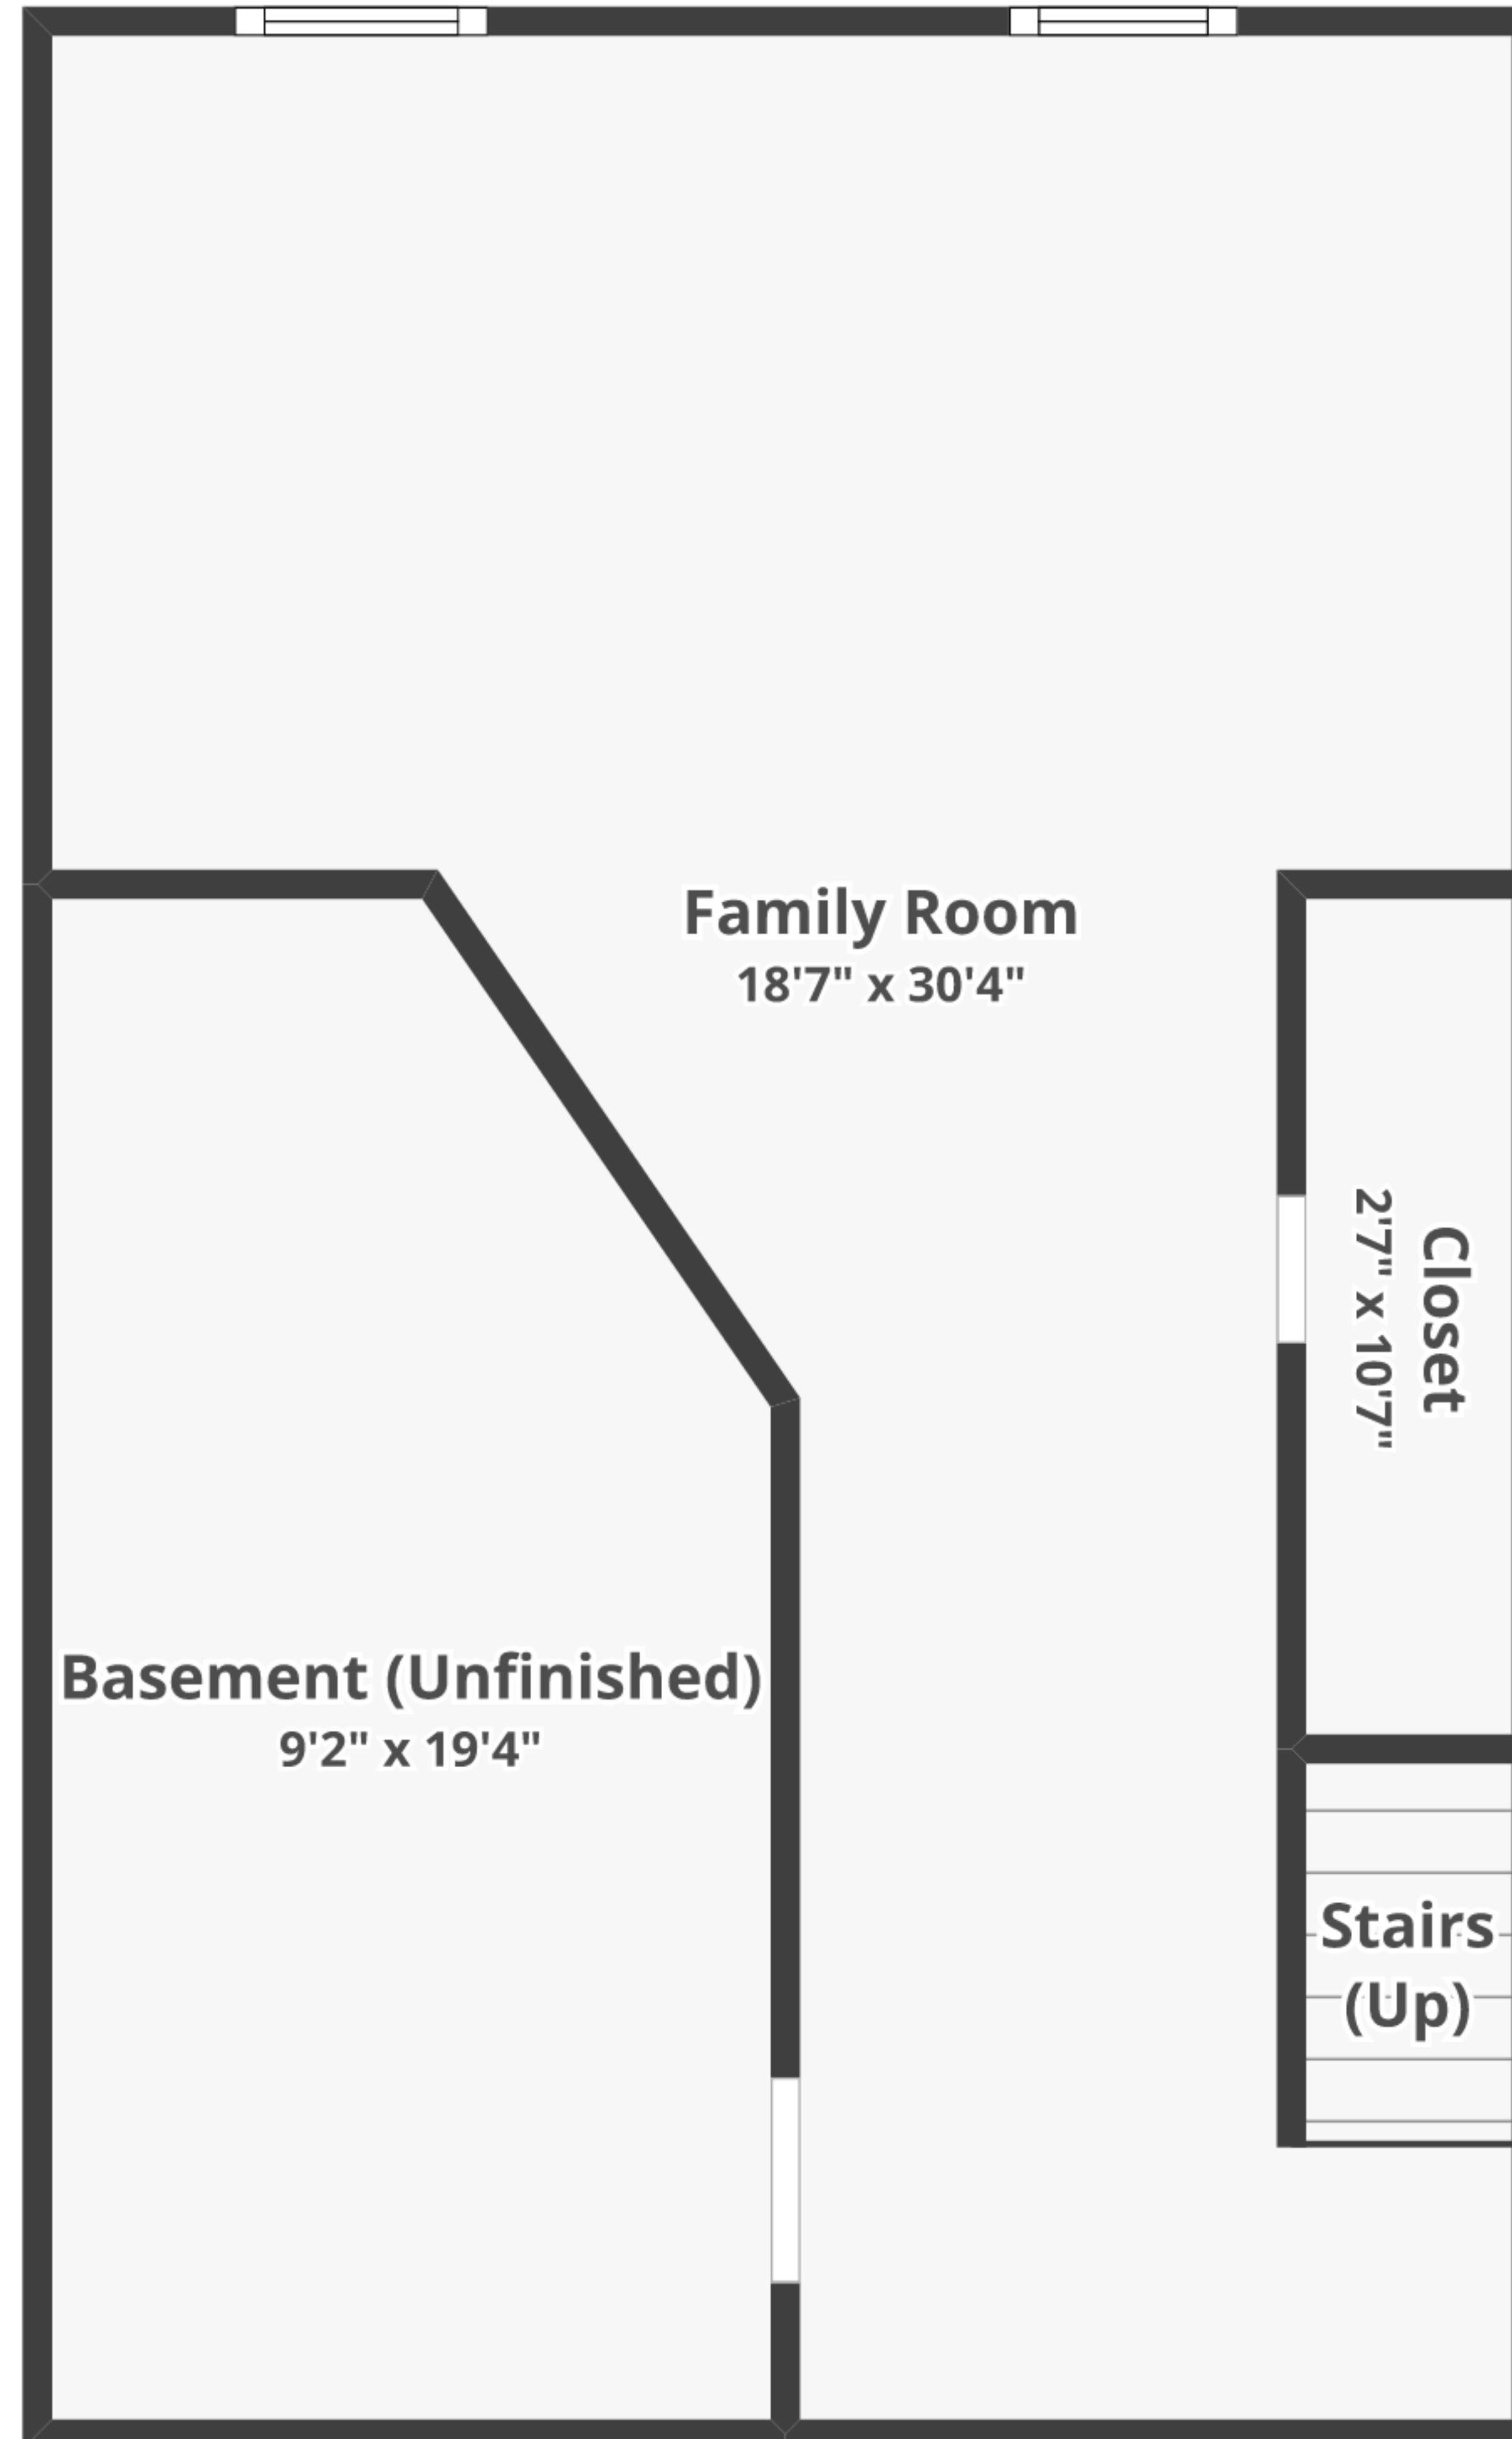 Family Room
18'7" x 30'4"
Closet
2'7" x 10'7"
Basement (Unfinished)
9'2" x 19'4"
Stairs
(Up)